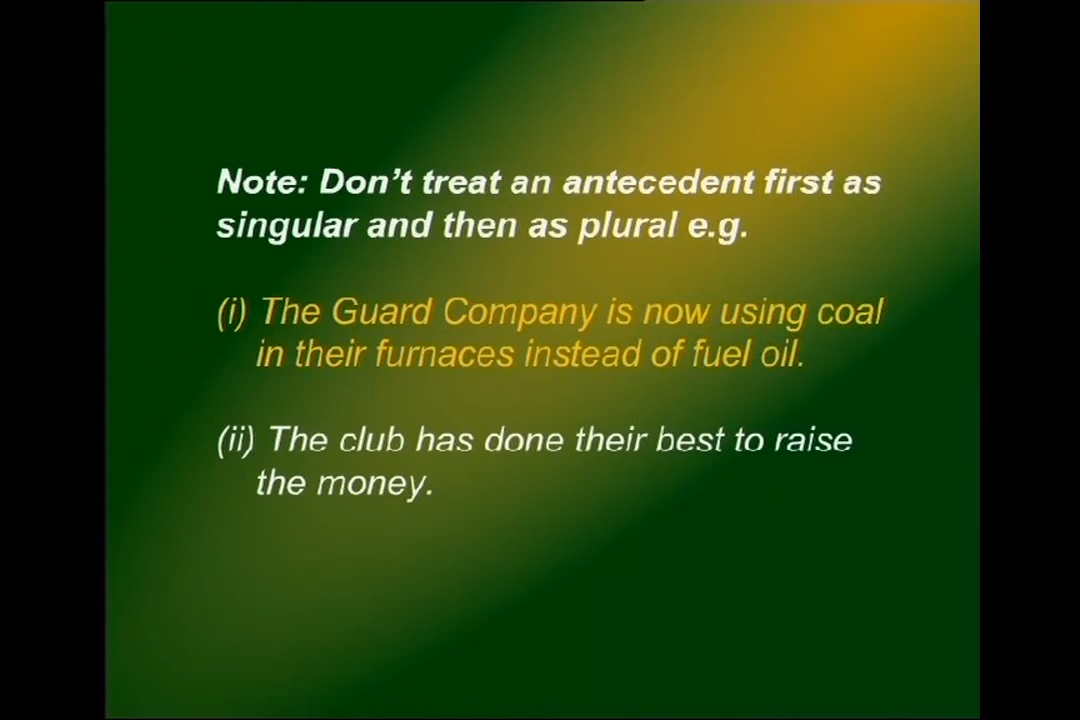 Note: Don't treat an antecedent first as
singular and then as plural e.g.
(i) The Guard Company is now using coal
in their furnaces instead of fuel oil.
(ii) The club has done their best to raise
the money.